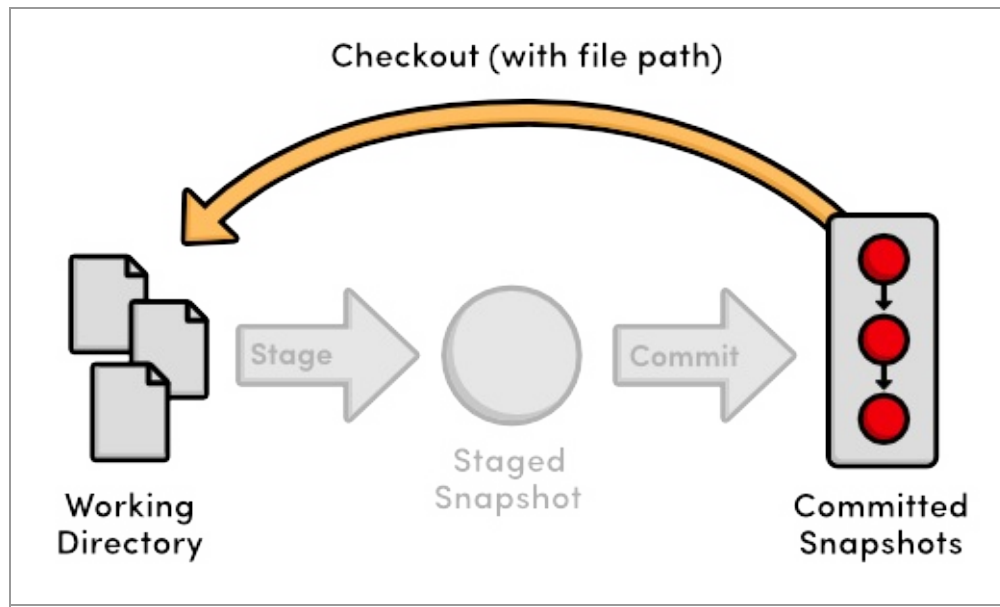 Checkout (with file path)
Stage
Commit
Staged
Snapshot
Working
Directory
Committed
Snapshots